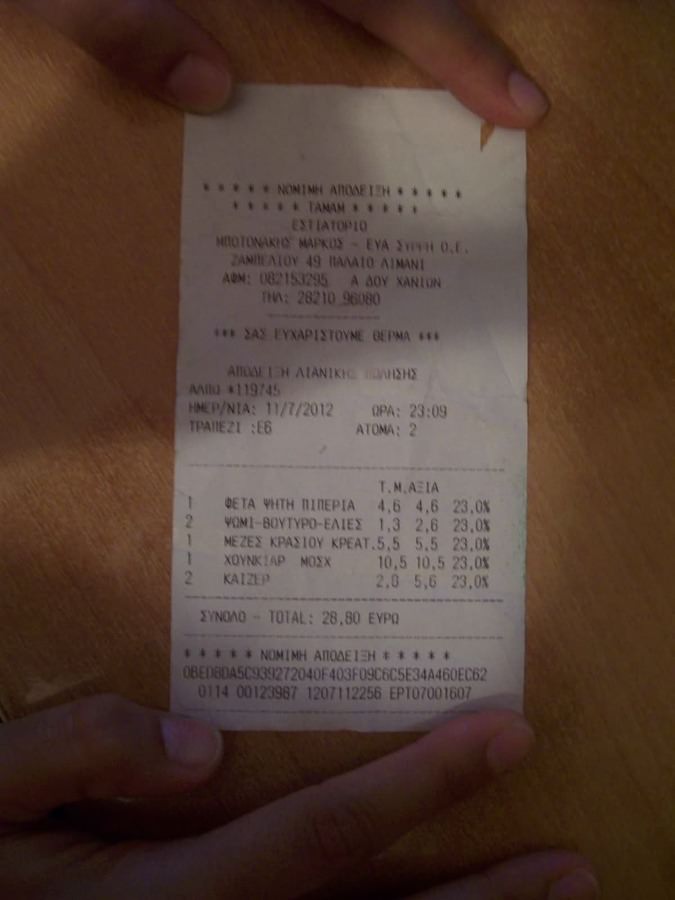 * * * * * ΝΟΜΙΜΗ ΑΠΟΔΕΙΞΗ * * * * *
* * * * * ΤΑΜΑΜ * * * * *
ΕΣΤΙΑΤΟΡΙΟ
ΜΠΟΤΟΝΑΚΗΣ ΜΑΡΚΟΣ - ΕΥΑ Ο.Ε.
ΖΑΜΠΕΛΙΟΥ 49 ΠΑΛΑΙΟ ΛΙΜΑΝΙ
ΑΦΜ: 082153295 Α ΔΟΥ ΧΑΝΙΩΝ
ΤΗΛ: 28210 96080
*** ΣΑΣ ΕΥΧΑΡΙΣΤΟΥΜΕ ΘΕΡΜΑ ***
ΑΠΟΔΕΙΞΗ ΛΙΑΝΙΚΗΣ ΠΩΛΗΣΗΣ
*119745
ΗΜΕΡ/ΝΙΑ: 11/7/2012 ΩΡΑ: 23:09
ΤΡΑΠΕΖΙ :Ε6 ΑΤΟΜΑ: 2
Τ.Μ.ΑΞΙΑ
1 ΦΕΤΑ ΨΗΤΗ ΠΙΠΕΡΙΑ 4,6 4,6 23,0%
2 ΨΩΜΙ-ΒΟΥΤΥΡΟ-ΕΛΙΕΣ 1,3 2,6 23,0%
1 ΜΕΖΕΣ ΚΡΑΣΙΟΥ ΚΡΕΑΤ.5,5 5,5 23,0%
1 ΧΟΥΝΚΙΑΡ ΜΟΣΧ 10,5 10,5 23,0%
2 ΚΑΙΖΕΡ 2,8 5,6 23,0%
ΣΥΝΟΛΟ - TOTAL: 28,80 ΕΥΡΩ
* * * * * ΝΟΜΙΜΗ ΑΠΟΔΕΙΞΗ * * * * *
0BED8DA5C939272040F403F09C6C5E34A460EC62
0114 00123987 1207112256 ΕΡΤ07001607